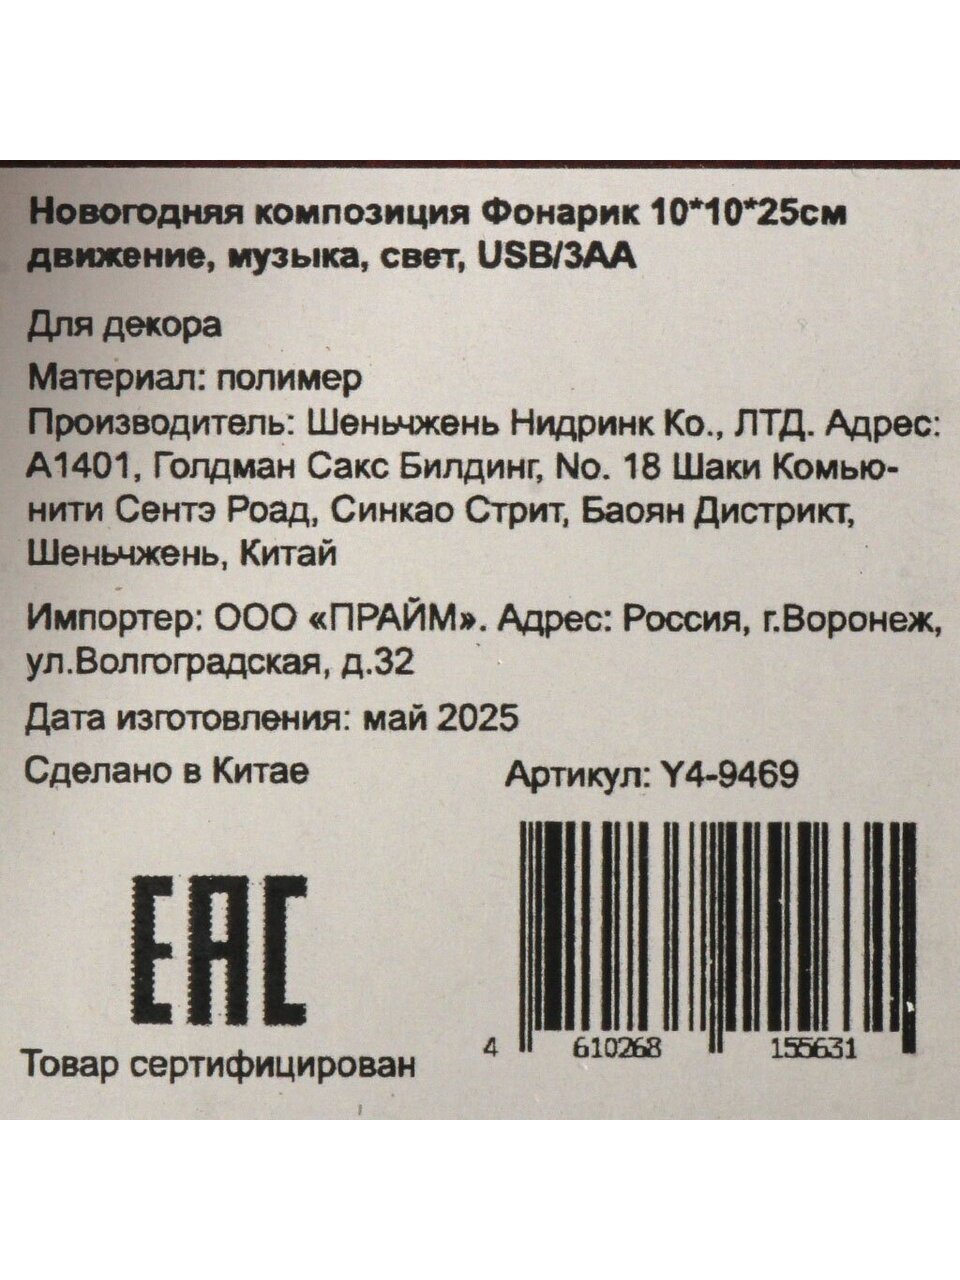 Новогодняя композиция Фонарик 10*10*25см
движение, музыка, свет, USB/3AA
Для декора
Материал: полимер
Производитель: Шеньчжень Нидринк Ко., ЛТД. Адрес:
А1401, Голдман Сакс Билдинг, No. 18 Шаки Комью-
нити Сентэ Роад, Синкао Стрит, Баоян Дистрикт,
Шеньчжень, Китай
Импортер: ООО «ПРАЙМ». Адрес: Россия, г.Воронеж,
ул.Волгоградская, д.32
Дата изготовления: май 2025
Сделано в Китае
Артикул: Y4-9469
EAC
Товар сертифицирован
4 610268 155631